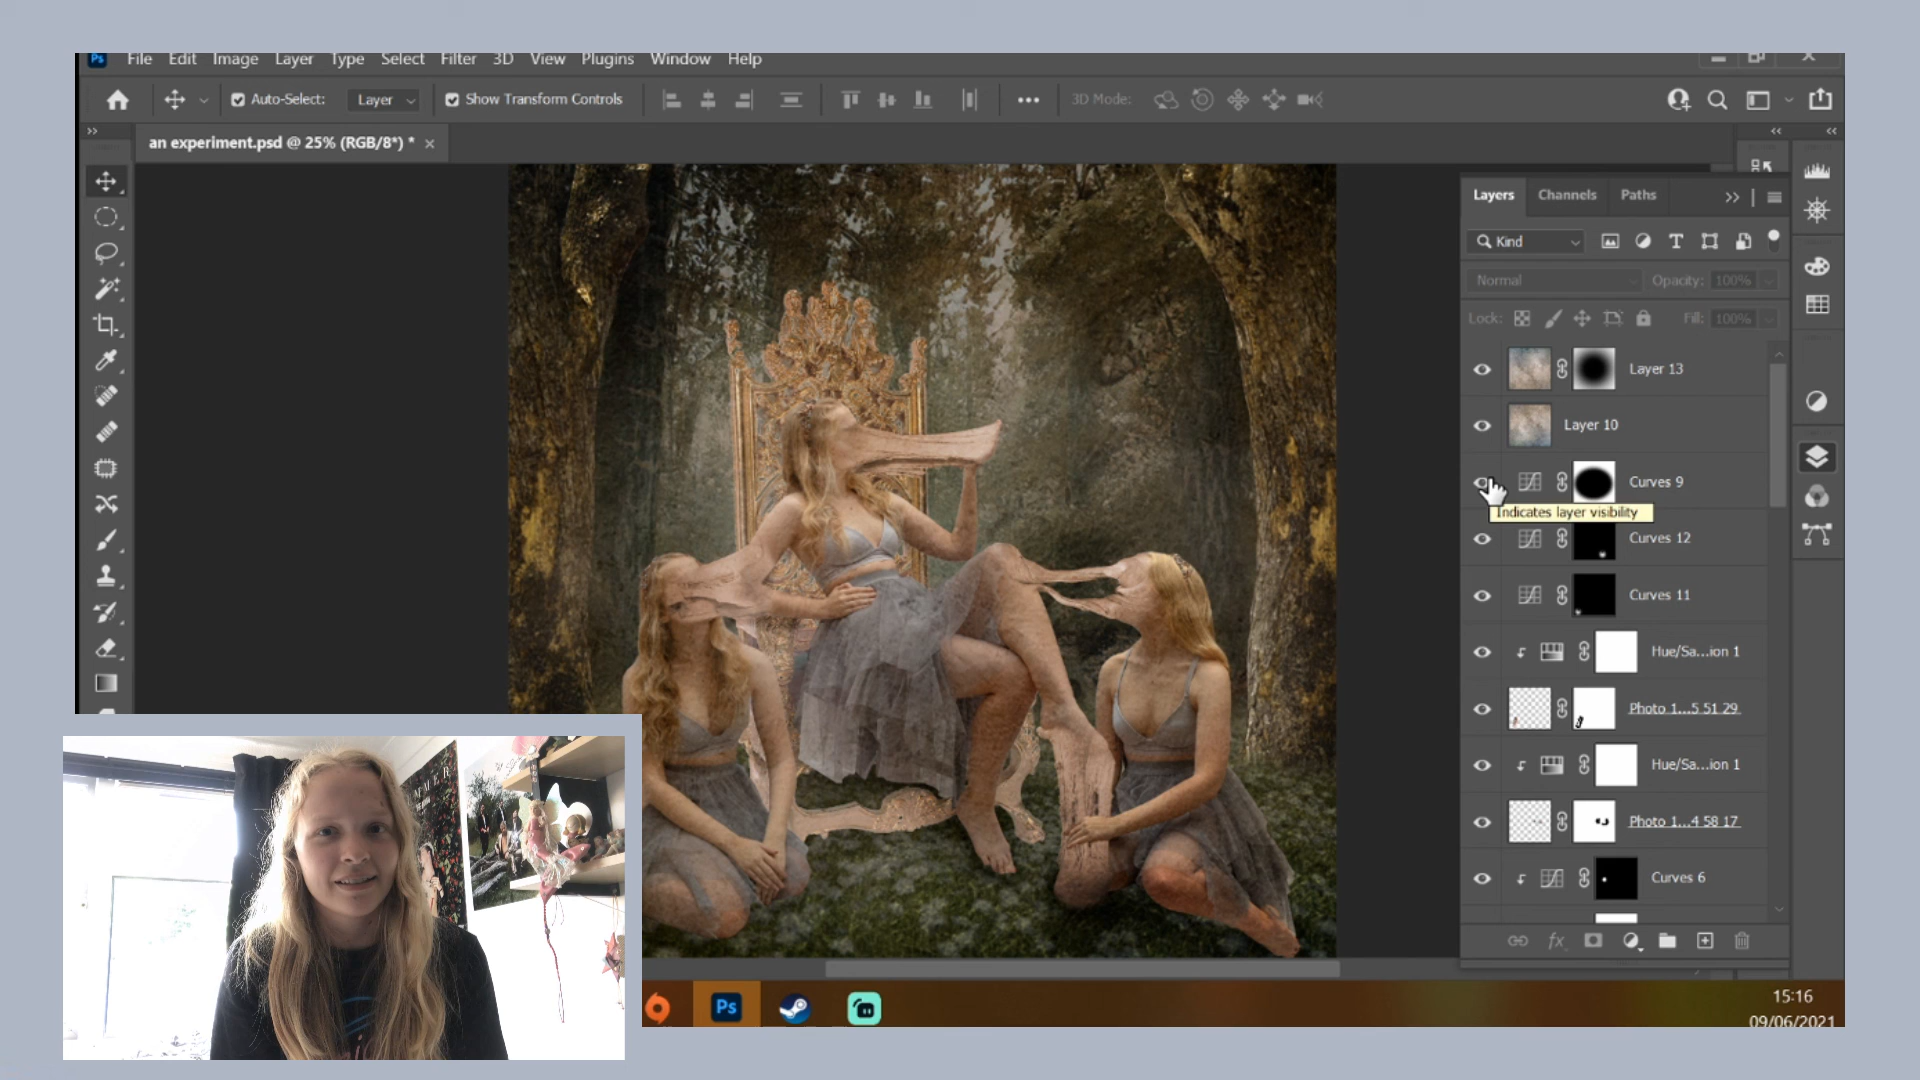 Ps File Edit Image Layer Type Select Filter 3D View Plugins Window Help
Auto-Select: Layer Show Transform Controls 3D Mode:
an experiment.psd @ 25% (RGB/8*) *
Layers Channels Paths
Kind
Normal Opacity: 100%
Lock: Fill: 100%
Layer 13
Layer 10
Curves 9
Indicates layer visibility
Curves 12
Curves 11
Hue/Sa...ion 1
Photo 1...5 51 29
Hue/Sa...ion 1
Photo 1...4 58 17
Curves 6
fx
Ps
15:16
09/06/2021